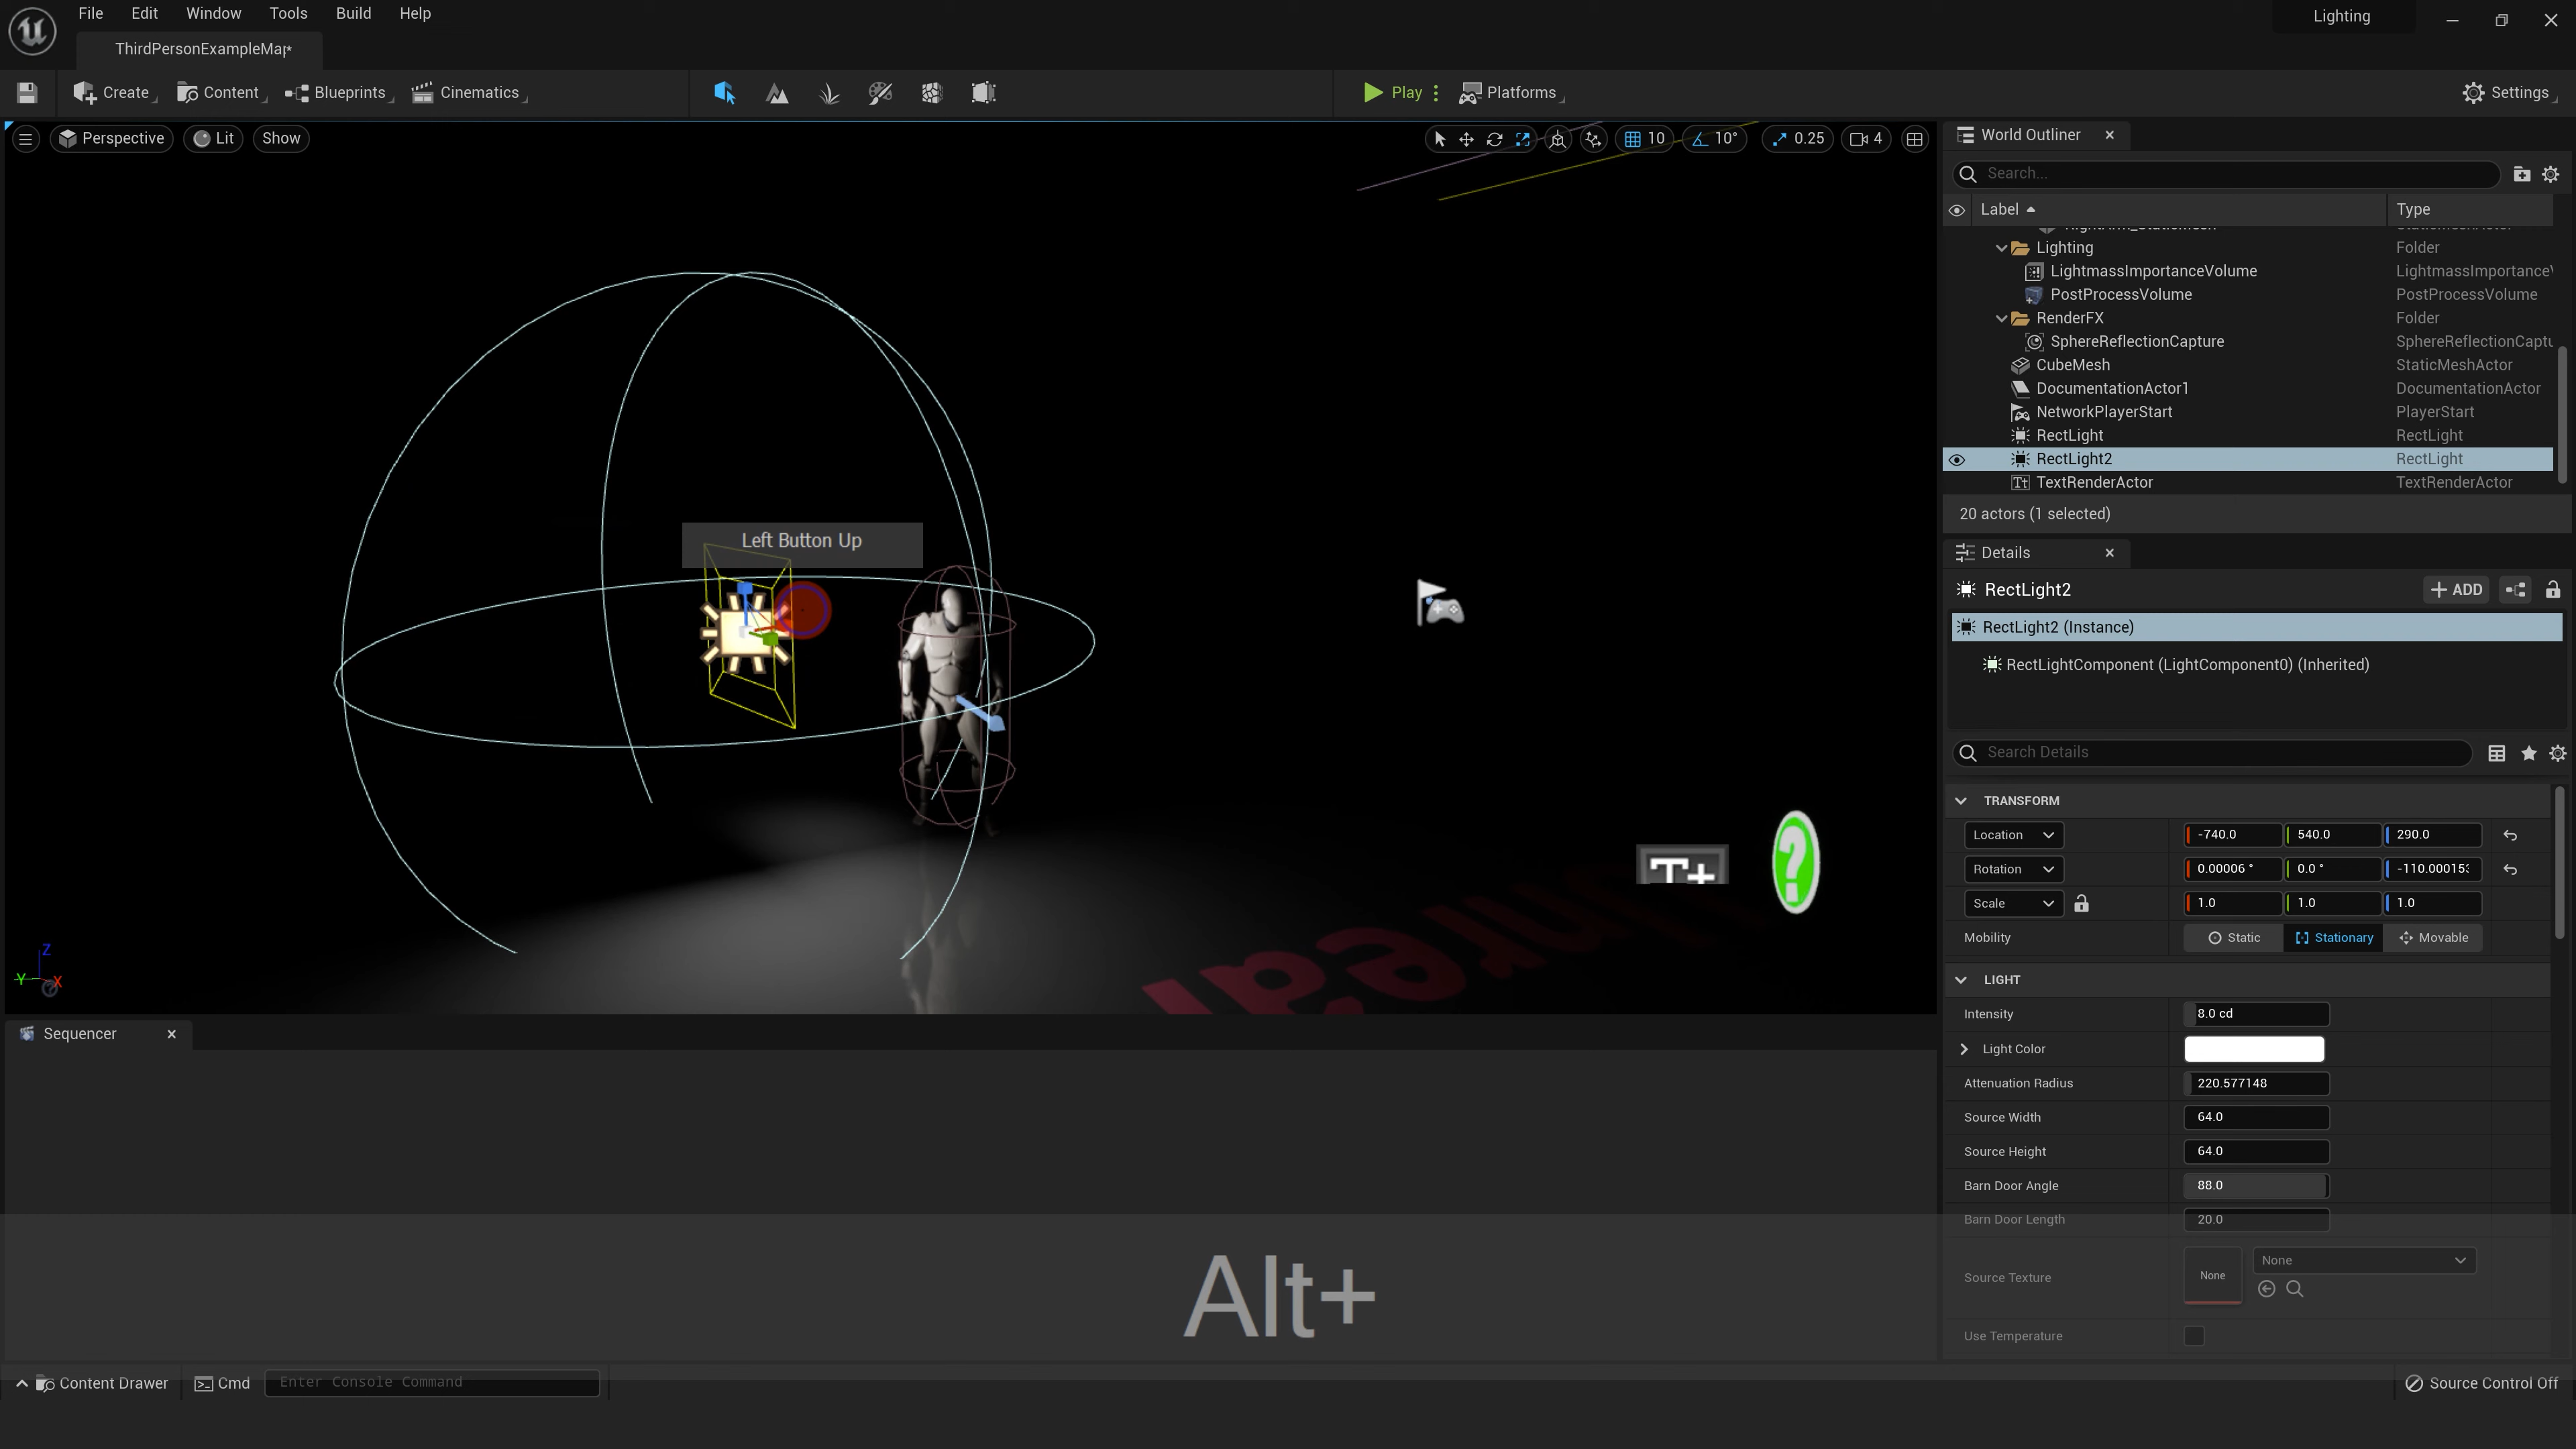 File Edit Window Tools Build Help
Lighting
ThirdPersonExampleMap*
Create Content Blueprints Cinematics Play Platforms Settings
Perspective Lit Show 10 10° 0.25 4
World Outliner
Search...
Label Type
Lighting Folder
LightmassImportanceVolume LightmassImportanceV
PostProcessVolume PostProcessVolume
RenderFX Folder
SphereReflectionCapture SphereReflectionCaptu
CubeMesh StaticMeshActor
DocumentationActor1 DocumentationActor
NetworkPlayerStart PlayerStart
RectLight RectLight
RectLight2 RectLight
TextRenderActor TextRenderActor
20 actors (1 selected)
Left Button Up
Details
RectLight2 ADD
RectLight2 (Instance)
RectLightComponent (LightComponent0) (Inherited)
Search Details
TRANSFORM
Location -740.0 540.0 290.0
Rotation 0.00006 ° 0.0 ° -110.000153
Scale 1.0 1.0 1.0
Mobility Static Stationary Movable
LIGHT
Intensity 8.0 cd
Light Color
Attenuation Radius 220.577148
Source Width 64.0
Source Height 64.0
Barn Door Angle 88.0
Barn Door Length 20.0
Source Texture None None
Use Temperature
T+
?
Z
Y X
Sequencer
Alt+
Content Drawer Cmd Enter Console Command Source Control Off